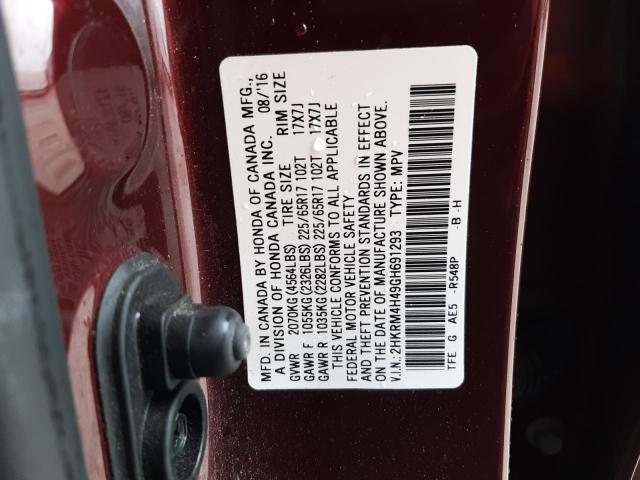 MFD. IN CANADA BY HONDA OF CANADA MFG.,
A DIVISION OF HONDA CANADA INC. 08/'16
GVWR 2070KG(4564LBS) TIRE SIZE RIM SIZE
GAWR F 1055KG(2326LBS) 225/65R17 102T 17X7J
GAWR R 1035KG(2282LBS) 225/65R17 102T 17X7J
THIS VEHICLE CONFORMS TO ALL APPLICABLE
FEDERAL MOTOR VEHICLE SAFETY
AND THEFT PREVENTION STANDARDS IN EFFECT
ON THE DATE OF MANUFACTURE SHOWN ABOVE.
V.I.N.: 2HKRM4H49GH691293 TYPE: MPV
TFE G AE5 -R548P -B-H